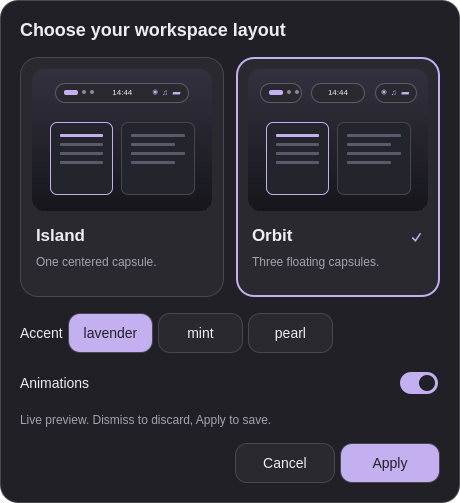 Choose your workspace layout
14:44
14:44
Island
Orbit
One centered capsule.
Three floating capsules.
Accent lavender mint pearl
Animations
Live preview. Dismiss to discard, Apply to save.
Cancel Apply